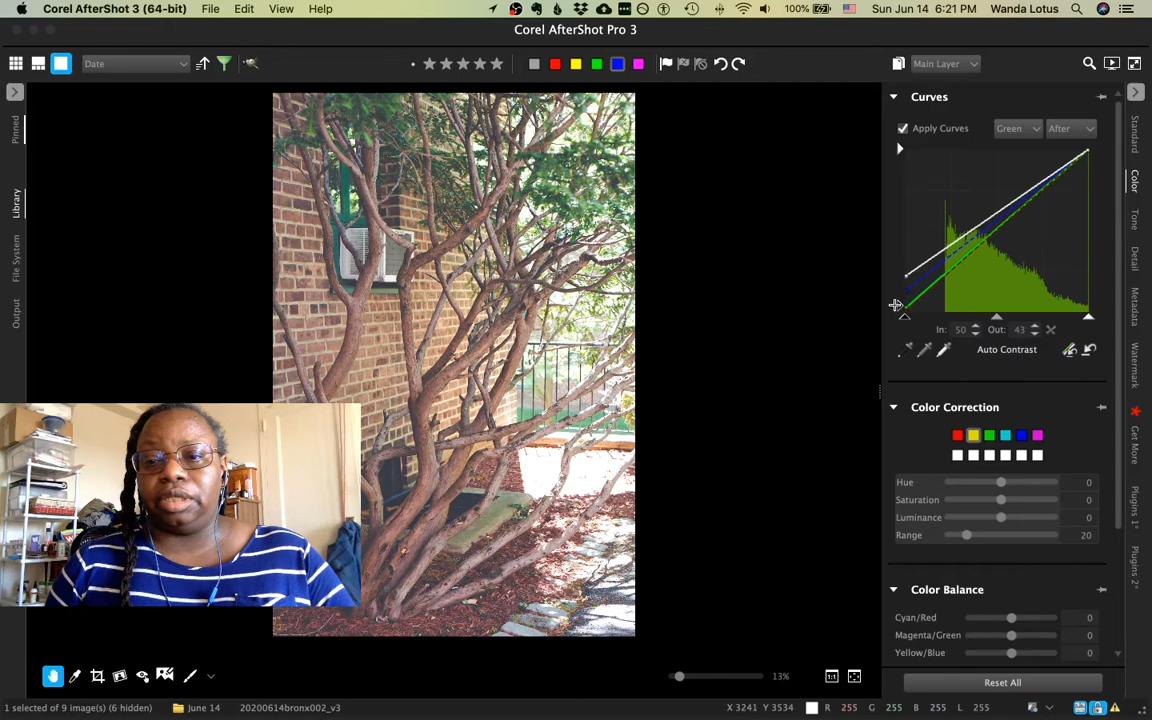 Corel AfterShot 3 (64-bit) File Edit View Help 100% Sun Jun 14 6:21 PM Wanda Lotus
Corel AfterShot Pro 3
Date Main Layer
Pinned
Library
File System
Output
Curves
Apply Curves Green After
In: 50 Out: 43
Auto Contrast
Color Correction
Hue 0
Saturation 0
Luminance 0
Range 20
Color Balance
Cyan/Red 0
Magenta/Green 0
Yellow/Blue 0
Reset All
Standard
Color
Tone
Detail
Metadata
Watermark
Get More
Plugins 1*
Plugins 2*
1:1 13%
1 selected of 9 image(s) (6 hidden) June 14 20200614bronx002_v3 X 3241 Y 3534 R 255 G 255 B 255 L 255